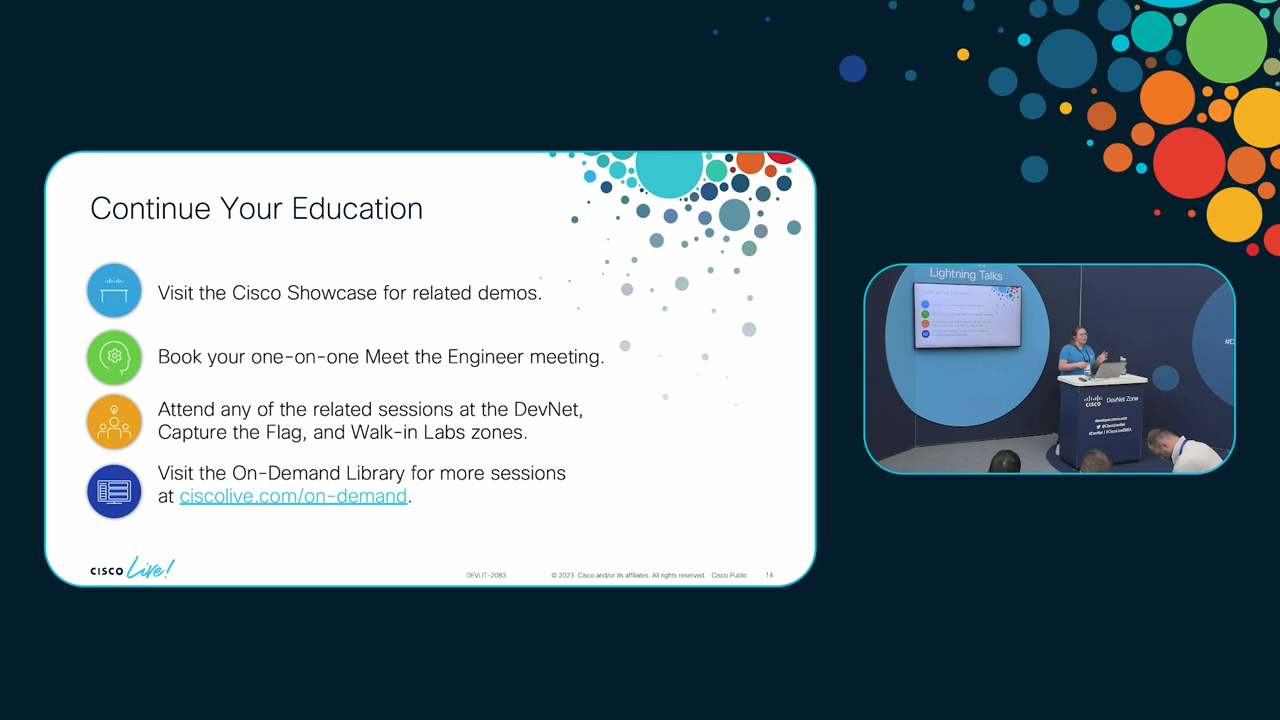 Continue Your Education
Visit the Cisco Showcase for related demos.
Book your one-on-one Meet the Engineer meeting.
Attend any of the related sessions at the DevNet,
Capture the Flag, and Walk-in Labs zones.
Visit the On-Demand Library for more sessions
at ciscolive.com/on-demand.
CISCO Live!
DEVLIT-2083
© 2023 Cisco and/or its affiliates. All rights reserved. Cisco Public
14
Lightning Talks
CISCO
DevNet Zone